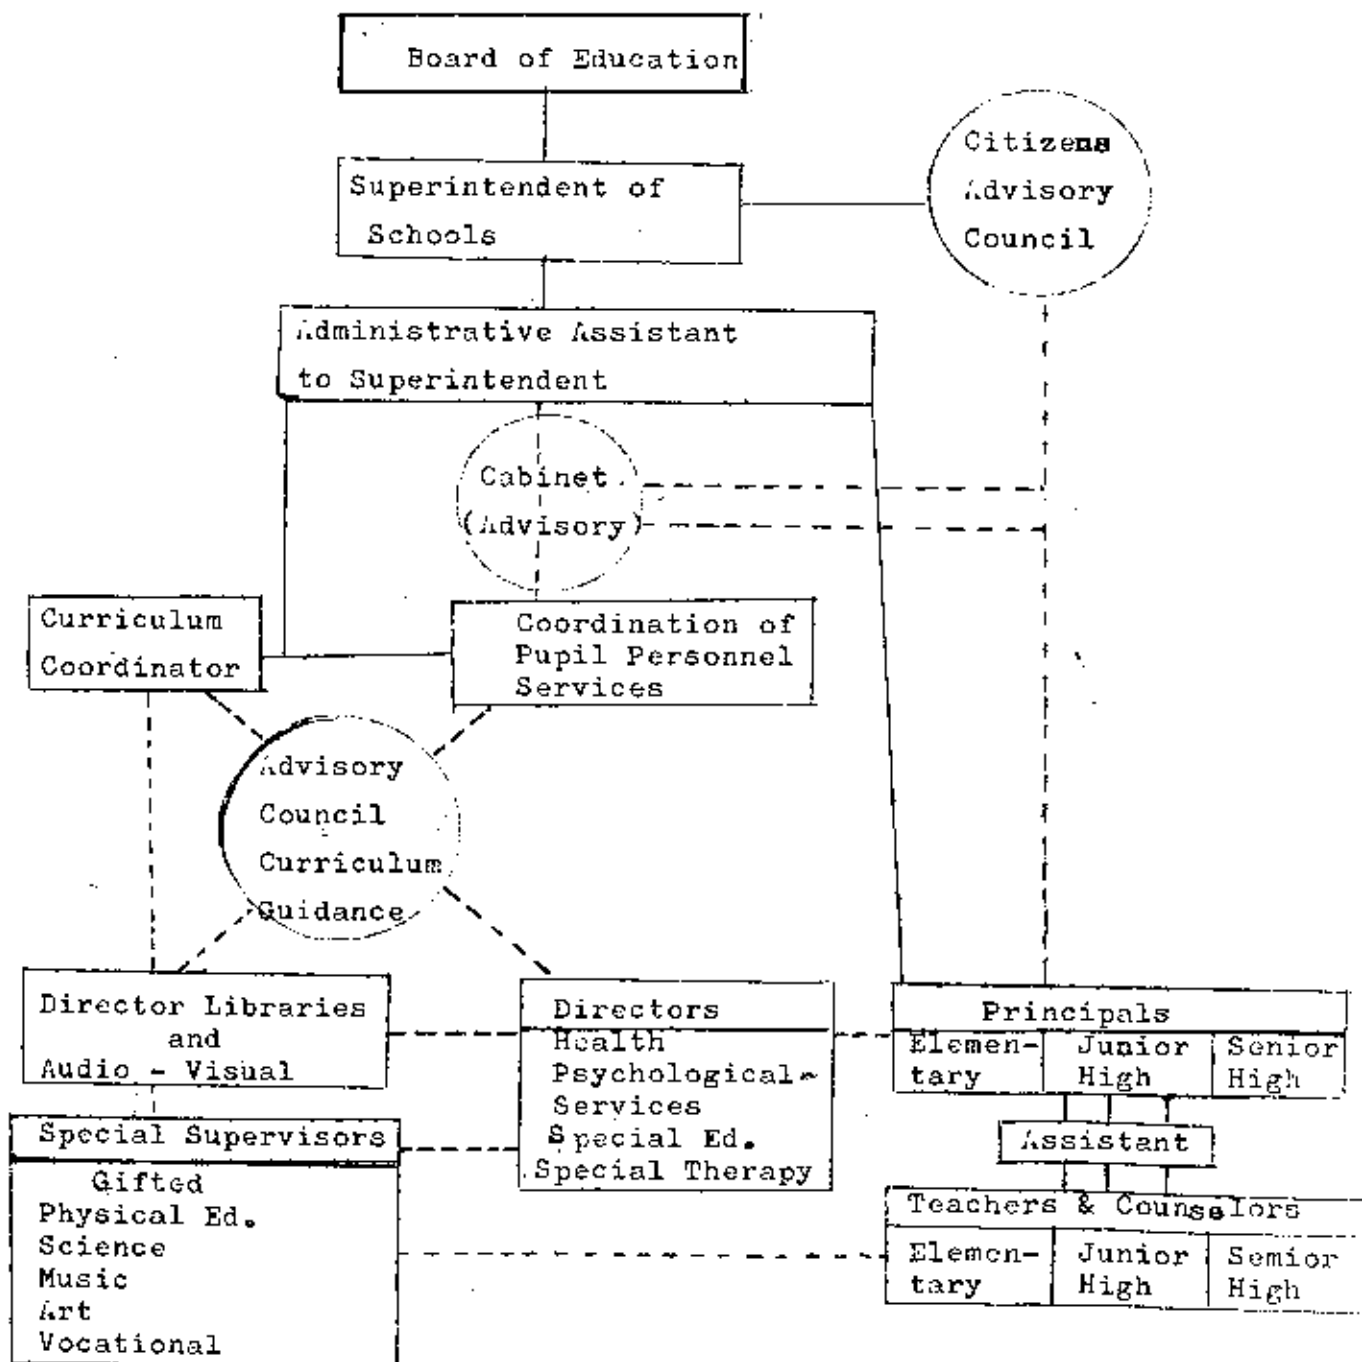 Board of Education
Citizens
Advisory
Council
Superintendent of
Schools
Administrative Assistant
to Superintendent
Cabinet
(Advisory)
Curriculum
Coordinator
Coordination of
Pupil Personnel
Services
Advisory
Council
Curriculum
Guidance
Director Libraries
and
Audio - Visual
Directors
Health
Psychological-
Services
Special Ed.
Special Therapy
Principals
Elemen-
tary
Junior
High
Senior
High
Assistant
Special Supervisors
Gifted
Physical Ed.
Science
Music
Art
Vocational
Teachers & Counselors
Elemen-
tary
Junior
High
Semior
High